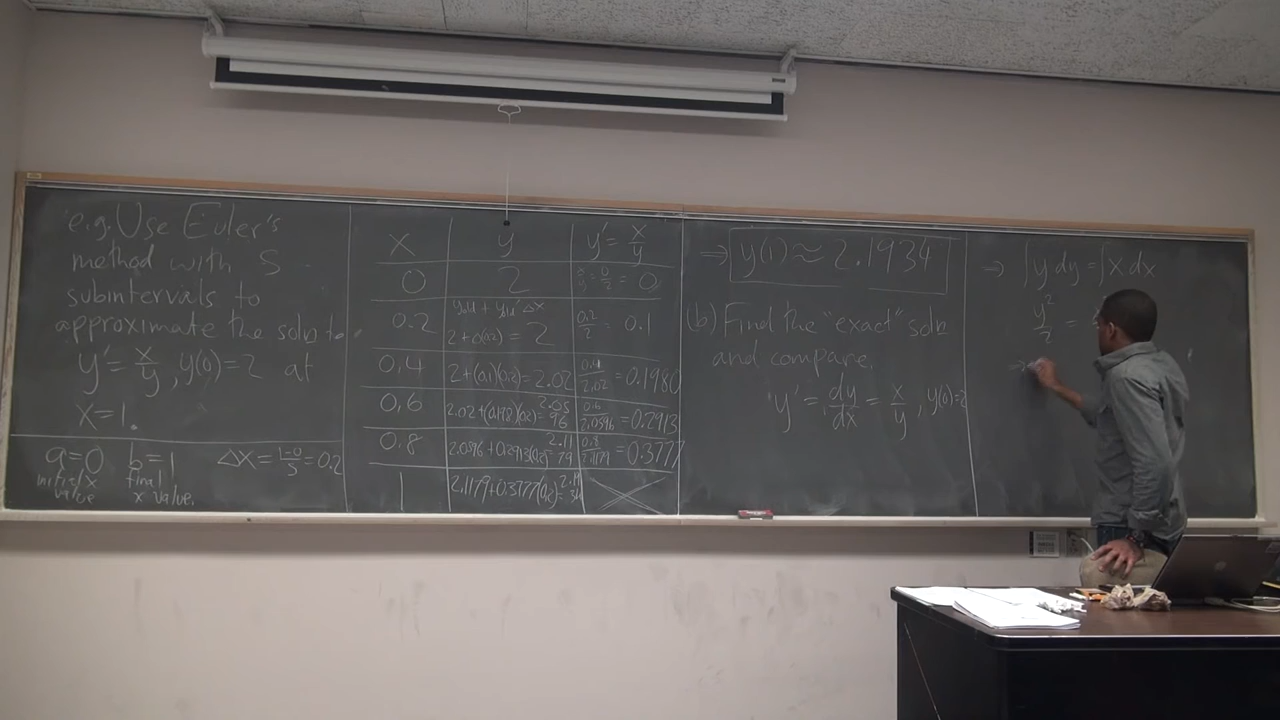 e.g. Use Euler's
method with 5
subintervals to
approximate the soln to
y' = x/y, y(0)=2 at
x=1.
a=0 b=1 Δx = (1-0)/5 = 0.2
initial x value final x value
x y y' = x/y
0 2 x/y = 0/2 = 0
0.2 yold + yold' Δx
2+0(0.2) = 2 0.2/2 = 0.1
0.4 2+(0.1)(0.2) = 2.02 0.4/2.02 = 0.1980
0.6 2.02+(0.198)(0.2) = 2.0596 0.6/2.0596 = 0.2913
0.8 2.0596+0.2913(0.2) = 2.1179 0.8/2.1179 = 0.3777
1 2.1179+0.3777(0.2) =
⇒ y(1) ≈ 2.1934
(b) Find the "exact" soln
and compare.
y' = dy/dx = x/y, y(0)=2
⇒ ∫y dy = ∫x dx
y²/2 =